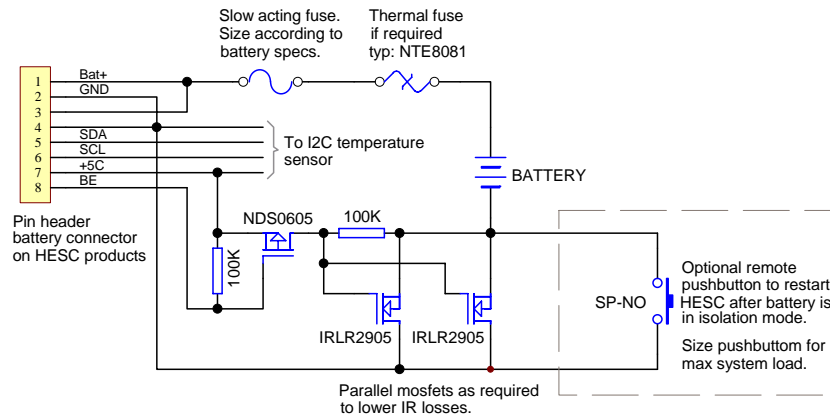 Slow acting fuse.
Size according to
battery specs.
Thermal fuse
if required
typ: NTE8081
1
2
3
4
5
6
7
8
Bat+
GND
SDA
SCL
+5C
BE
To I2C temperature
sensor
BATTERY
Pin header
battery connector
on HESC products
NDS0605
100K
100K
IRLR2905
IRLR2905
SP-NO
Optional remote
pushbutton to restart
HESC after battery is
in isolation mode.
Size pushbuttom for
max system load.
Parallel mosfets as required
to lower IR losses.